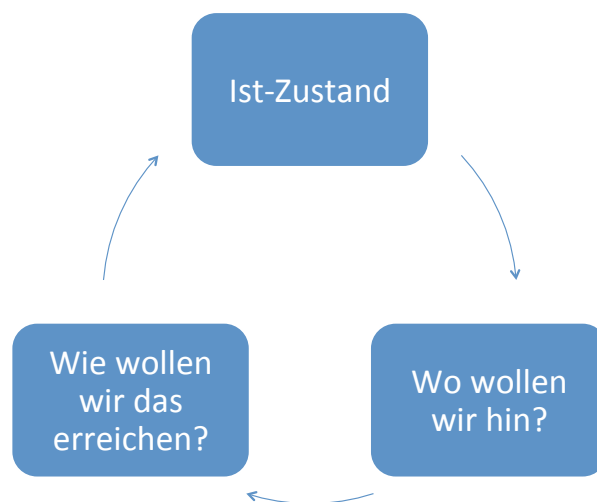 Ist-Zustand
Wo wollen
wir hin?
Wie wollen
wir das
erreichen?